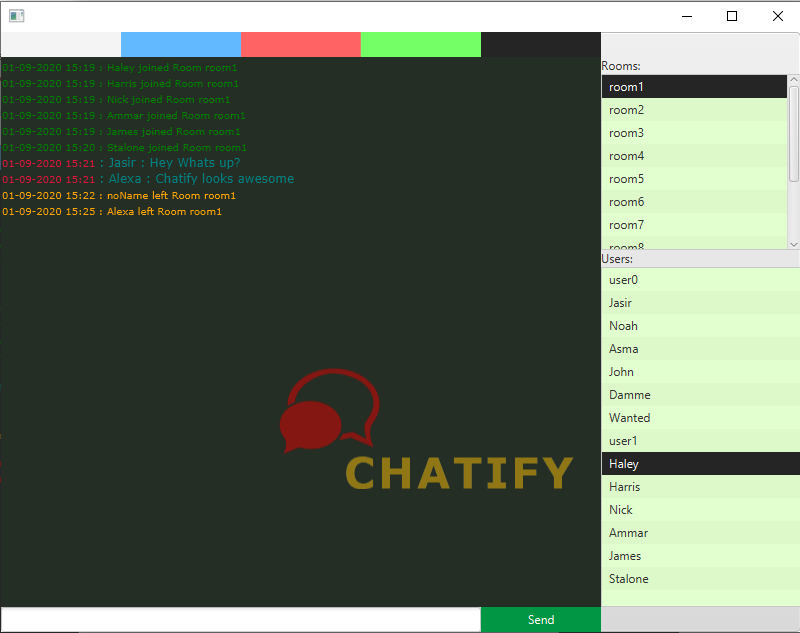 01-09-2020 15:19 : Haley joined Room room1
01-09-2020 15:19 : Harris joined Room room1
01-09-2020 15:19 : Nick joined Room room1
01-09-2020 15:19 : Ammar joined Room room1
01-09-2020 15:19 : James joined Room room1
01-09-2020 15:20 : Stalone joined Room room1
01-09-2020 15:21 : Jasir : Hey Whats up?
01-09-2020 15:21 : Alexa : Chatify looks awesome
01-09-2020 15:22 : noName left Room room1
01-09-2020 15:25 : Alexa left Room room1
CHATIFY
Send
Rooms:
room1
room2
room3
room4
room5
room6
room7
room8
Users:
user0
Jasir
Noah
Asma
John
Damme
Wanted
user1
Haley
Harris
Nick
Ammar
James
Stalone